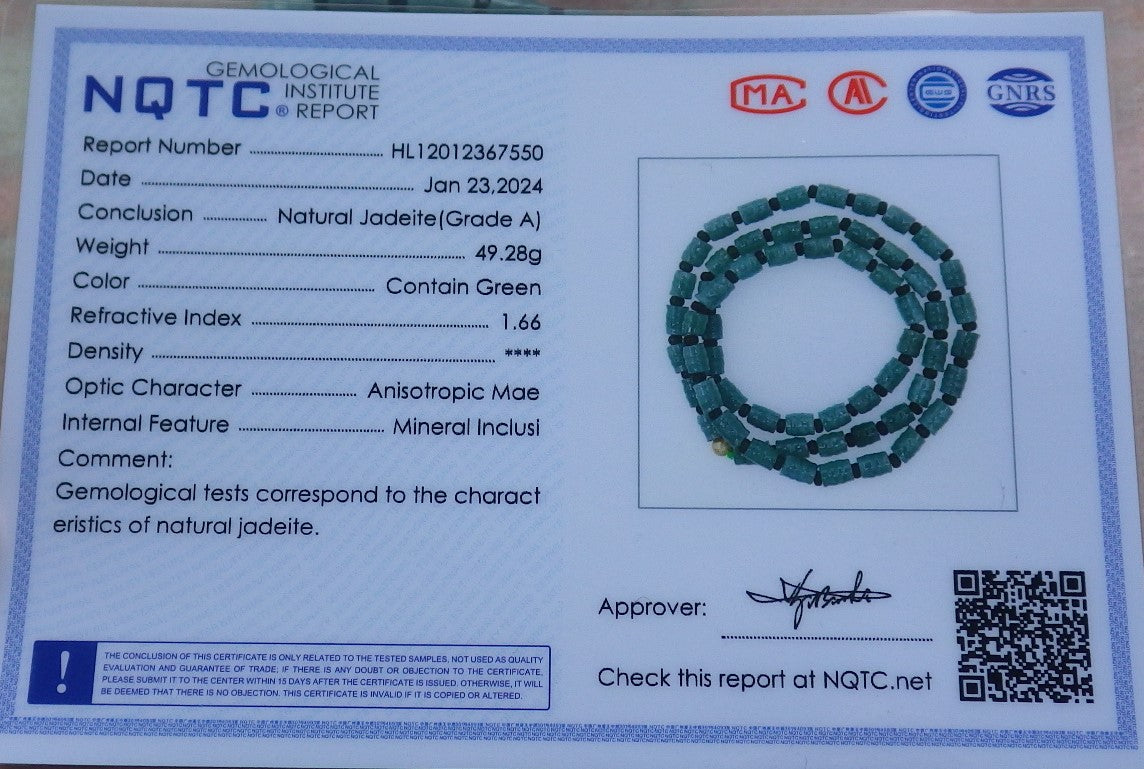 NQTC® GEMOLOGICAL INSTITUTE REPORT
MA
GNRS
Report Number HL12012367550
Date Jan 23,2024
Conclusion Natural Jadeite(Grade A)
Weight 49.28g
Color Contain Green
Refractive Index 1.66
Density ****
Optic Character Anisotropic Mae
Internal Feature Mineral Inclusi
Comment:
Gemological tests correspond to the charact
eristics of natural jadeite.
! THE CONCLUSION OF THIS CERTIFICATE IS ONLY RELATED TO THE TESTED SAMPLES, NOT USED AS QUALITY
EVALUATION AND GUARANTEE OF TRADE; IF THERE IS ANY DOUBT OR OBJECTION TO THE CERTIFICATE,
PLEASE SUBMIT IT TO THE CENTER WITHIN 15 DAYS AFTER THE CERTIFICATE IS ISSUED. OTHERWISE, IT WILL
BE DEEMED THAT THERE IS NO OBJECTION. THIS CERTIFICATE IS INVALID IF IT IS COPIED OR ALTERED.
Approver:
Check this report at NQTC.net